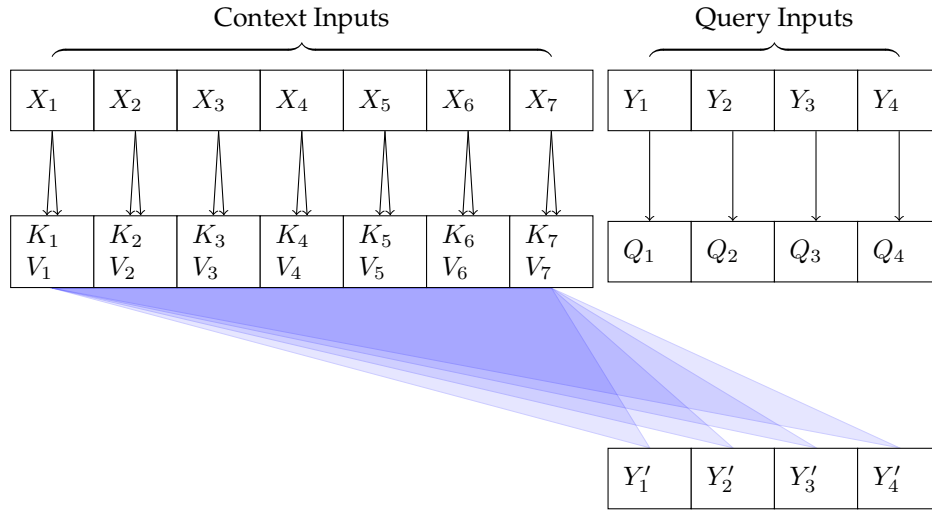 Context Inputs Query Inputs
X₁ X₂ X₃ X₄ X₅ X₆ X₇ Y₁ Y₂ Y₃ Y₄
K₁ K₂ K₃ K₄ K₅ K₆ K₇ Q₁ Q₂ Q₃ Q₄
V₁ V₂ V₃ V₄ V₅ V₆ V₇
Y′₁ Y′₂ Y′₃ Y′₄